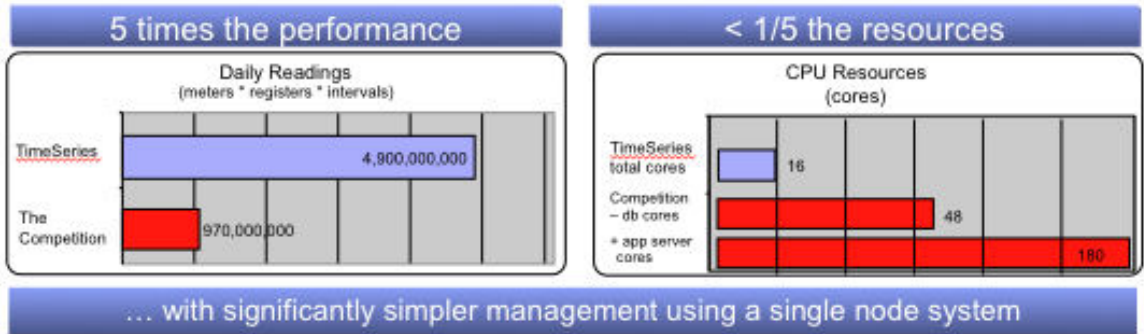 5 times the performance
Daily Readings
(meters * registers * intervals)
TimeSeries
4,900,000,000
The
Competition
970,000,000
< 1/5 the resources
CPU Resources
(cores)
TimeSeries
total cores
16
Competition
– db cores
48
+ app server
cores
180
... with significantly simpler management using a single node system